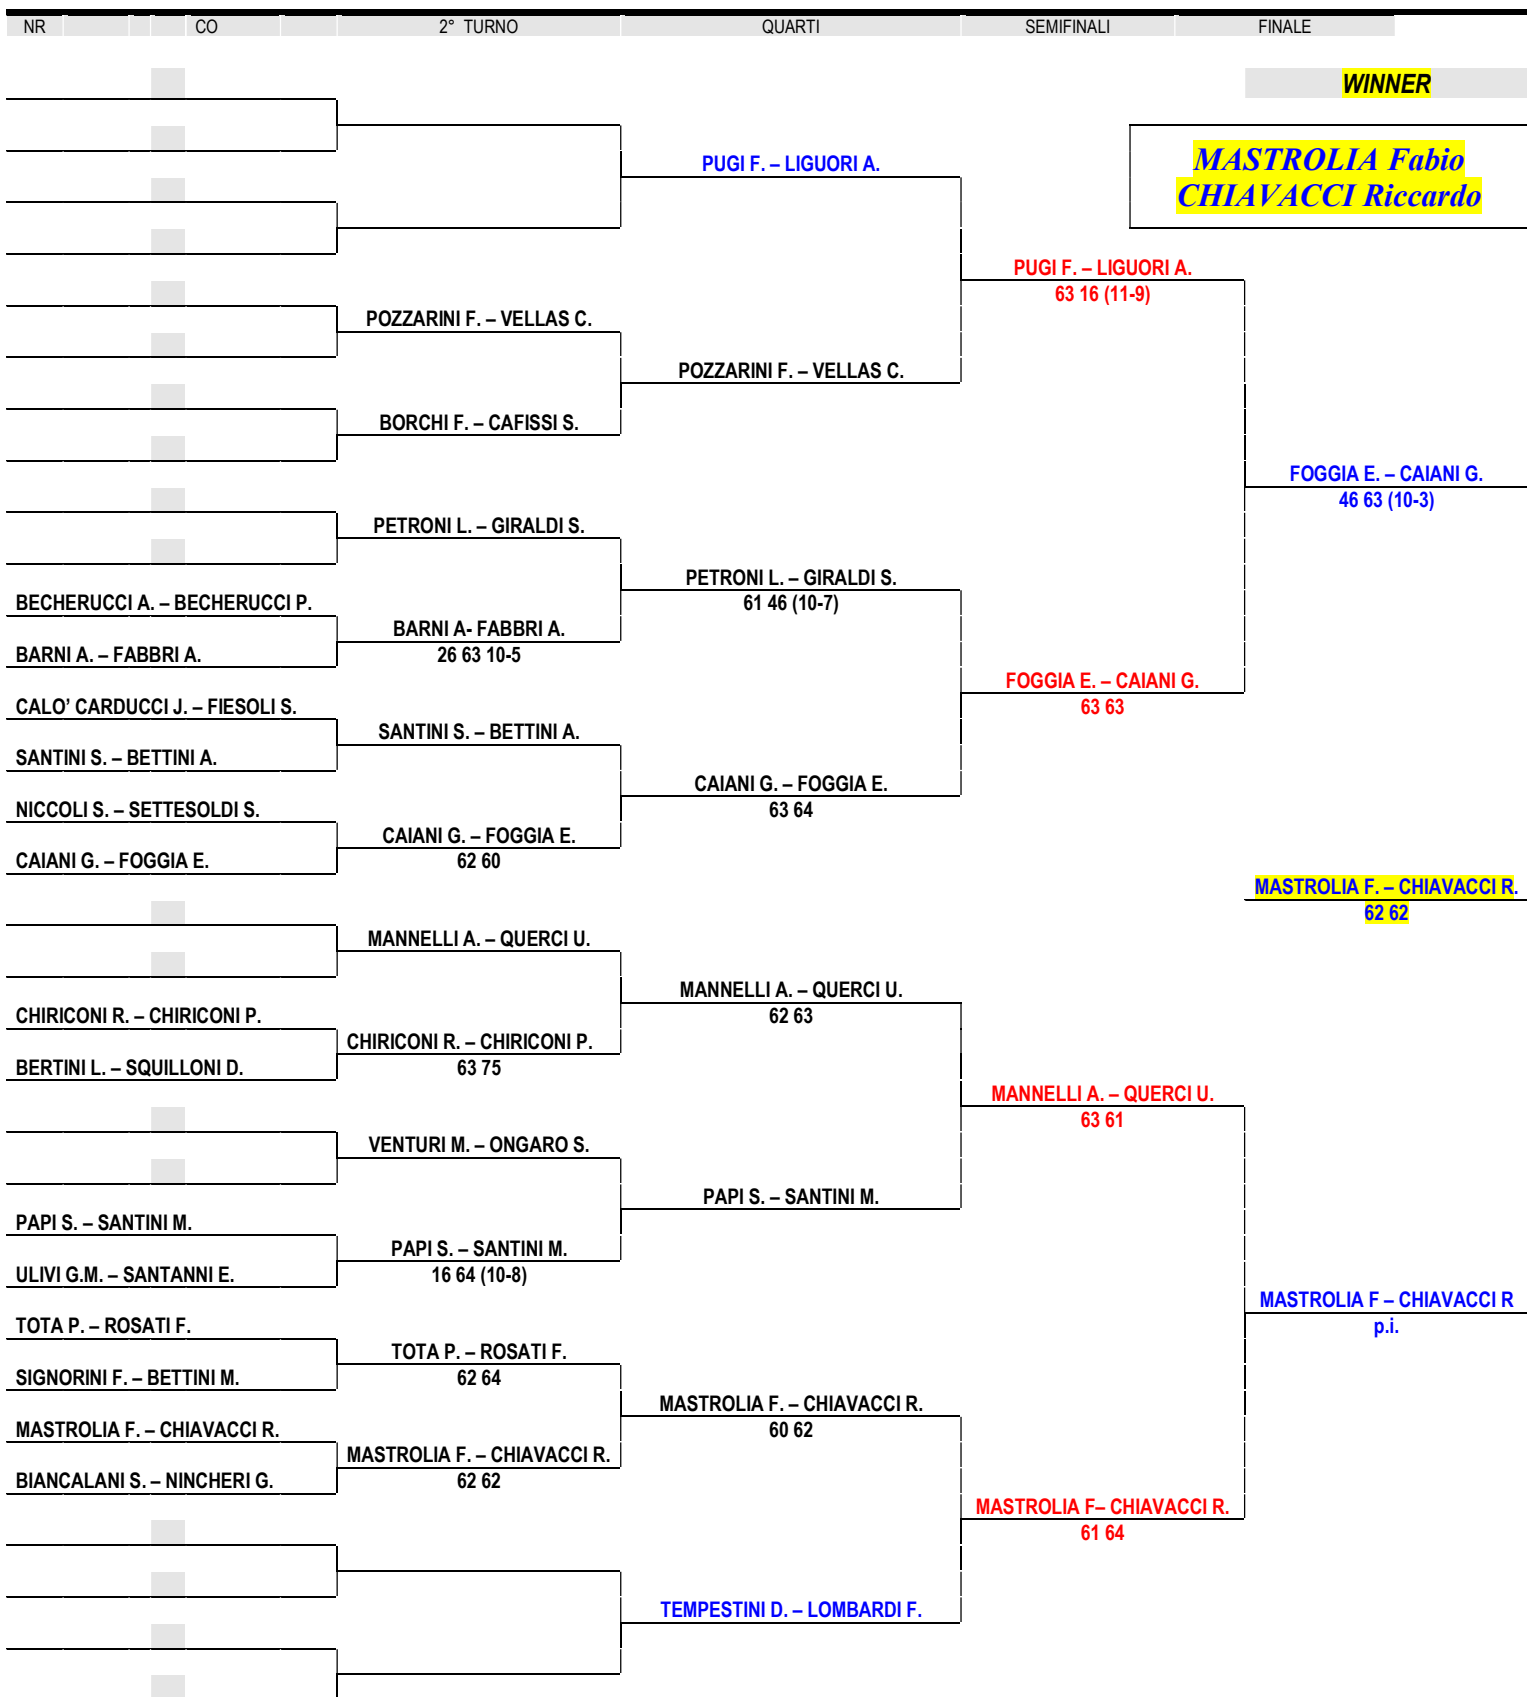 NR CO 2° TURNO QUARTI SEMIFINALI FINALE
WINNER
MASTROLIA Fabio
CHIAVACCI Riccardo
PUGI F. – LIGUORI A.
PUGI F. – LIGUORI A.
63 16 (11-9)
POZZARINI F. – VELLAS C.
POZZARINI F. – VELLAS C.
BORCHI F. – CAFISSI S.
FOGGIA E. – CAIANI G.
46 63 (10-3)
PETRONI L. – GIRALDI S.
PETRONI L. – GIRALDI S.
61 46 (10-7)
BECHERUCCI A. – BECHERUCCI P.
BARNI A- FABBRI A.
26 63 10-5
BARNI A. – FABBRI A.
FOGGIA E. – CAIANI G.
63 63
CALO’ CARDUCCI J. – FIESOLI S.
SANTINI S. – BETTINI A.
SANTINI S. – BETTINI A.
CAIANI G. – FOGGIA E.
63 64
NICCOLI S. – SETTESOLDI S.
CAIANI G. – FOGGIA E.
62 60
CAIANI G. – FOGGIA E.
MASTROLIA F. – CHIAVACCI R.
62 62
MANNELLI A. – QUERCI U.
MANNELLI A. – QUERCI U.
62 63
CHIRICONI R. – CHIRICONI P.
CHIRICONI R. – CHIRICONI P.
63 75
BERTINI L. – SQUILLONI D.
MANNELLI A. – QUERCI U.
63 61
VENTURI M. – ONGARO S.
PAPI S. – SANTINI M.
PAPI S. – SANTINI M.
PAPI S. – SANTINI M.
16 64 (10-8)
ULIVI G.M. – SANTANNI E.
MASTROLIA F – CHIAVACCI R
p.i.
TOTA P. – ROSATI F.
TOTA P. – ROSATI F.
62 64
SIGNORINI F. – BETTINI M.
MASTROLIA F. – CHIAVACCI R.
60 62
MASTROLIA F. – CHIAVACCI R.
MASTROLIA F. – CHIAVACCI R.
62 62
BIANCALANI S. – NINCHERI G.
MASTROLIA F– CHIAVACCI R.
61 64
TEMPESTINI D. – LOMBARDI F.